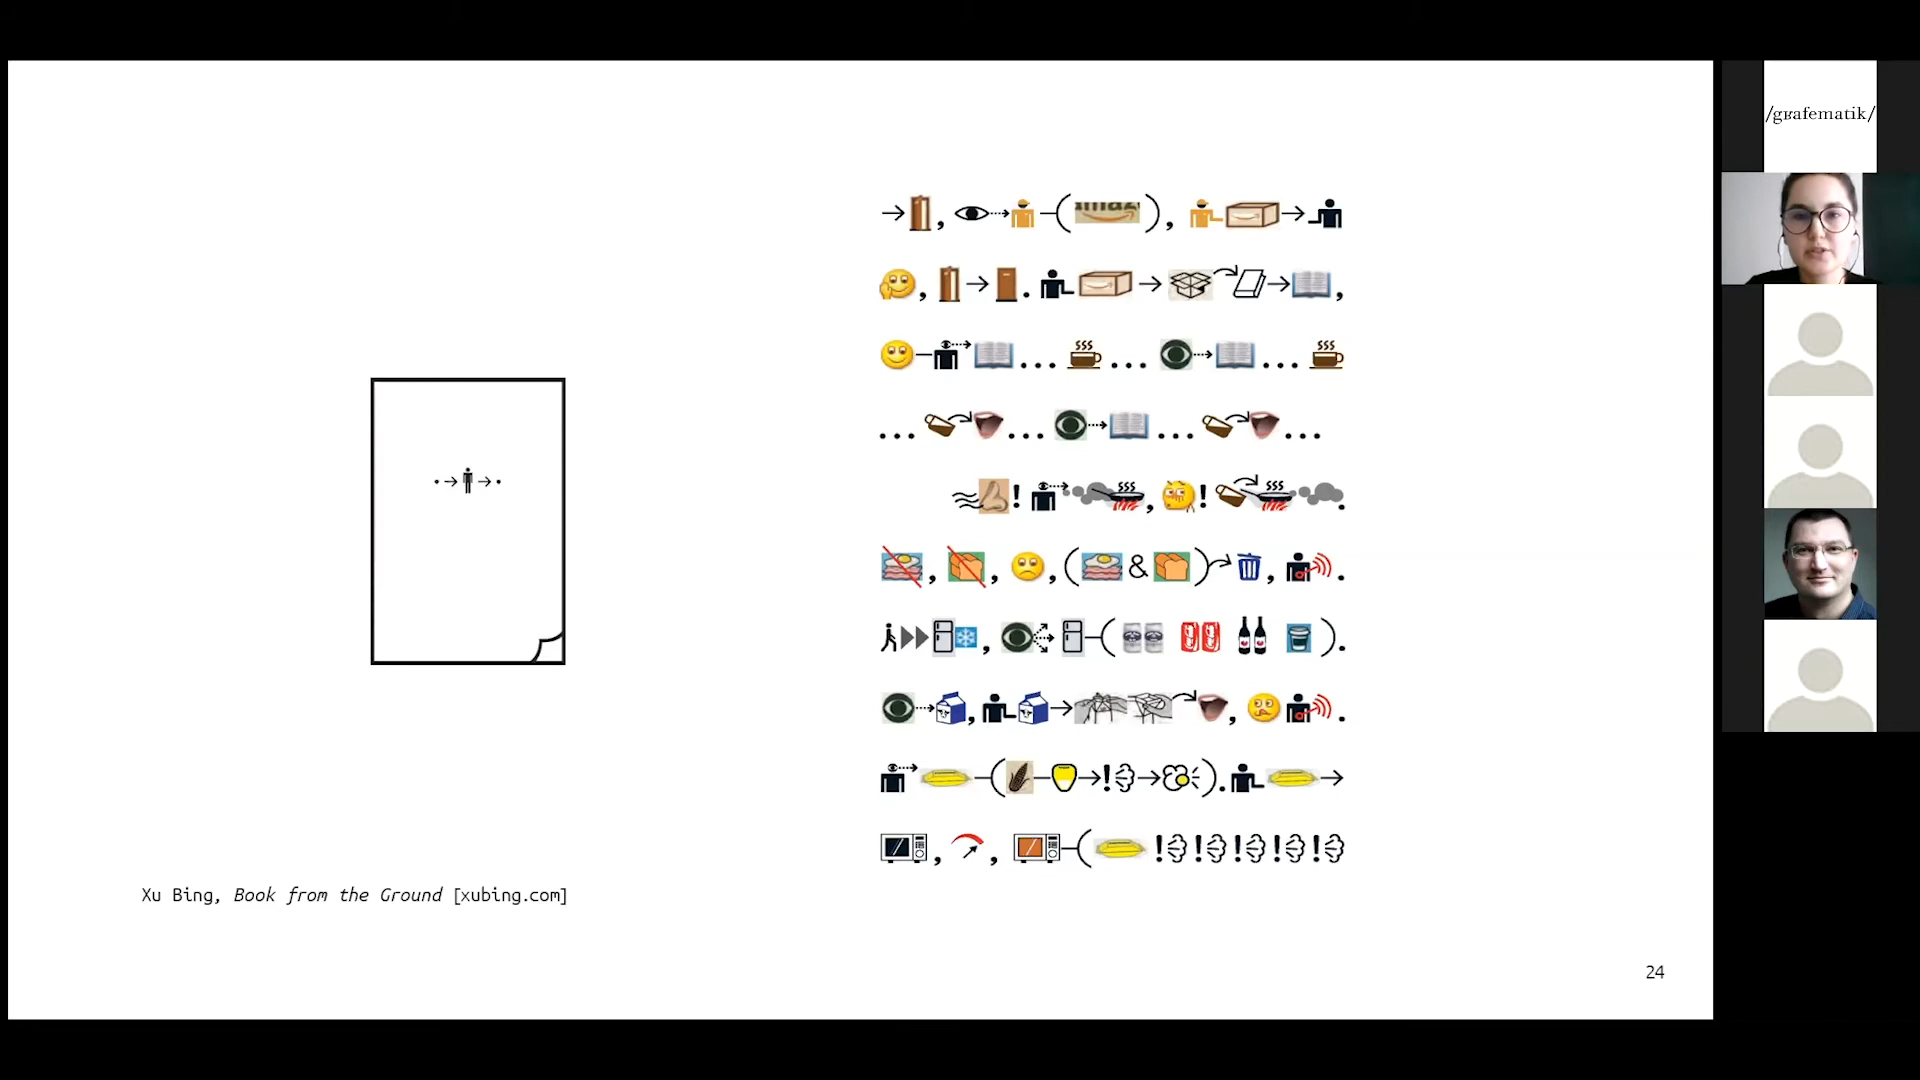 /gʁafematik/
Xu Bing, Book from the Ground [xubing.com]
24